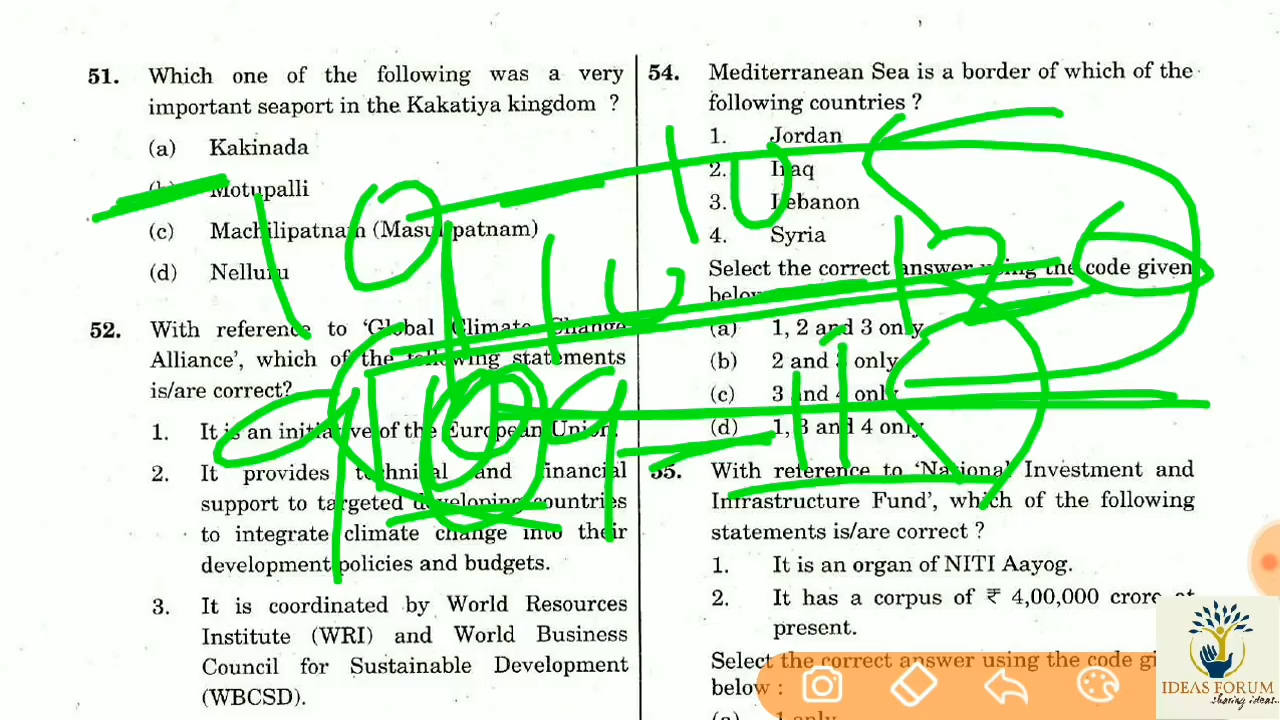 51. Which one of the following was a very
important seaport in the Kakatiya kingdom ?
(a) Kakinada
(b) Motupalli
(c) Machilipatnam (Masulipatnam)
(d) Nelluru
52. With reference to 'Global Climate Change
Alliance', which of the following statements
is/are correct?
1. It is an initiative of the European Union.
2. It provides technical and financial
support to targeted developing countries
to integrate climate change into their
development policies and budgets.
3. It is coordinated by World Resources
Institute (WRI) and World Business
Council for Sustainable Development
(WBCSD).
54. Mediterranean Sea is a border of which of the
following countries ?
1. Jordan
2. Iraq
3. Lebanon
4. Syria
Select the correct answer using the code given
below
(a) 1, 2 and 3 only
(b) 2 and 3 only
(c) 3 and 4 only
(d) 1, 3 and 4 only
55. With reference to 'National Investment and
Infrastructure Fund', which of the following
statements is/are correct ?
1. It is an organ of NITI Aayog.
2. It has a corpus of ₹ 4,00,000 crore at
present.
Select the correct answer using the code
below :
(a) 1 only
IDEAS FORUM
sharing ideas